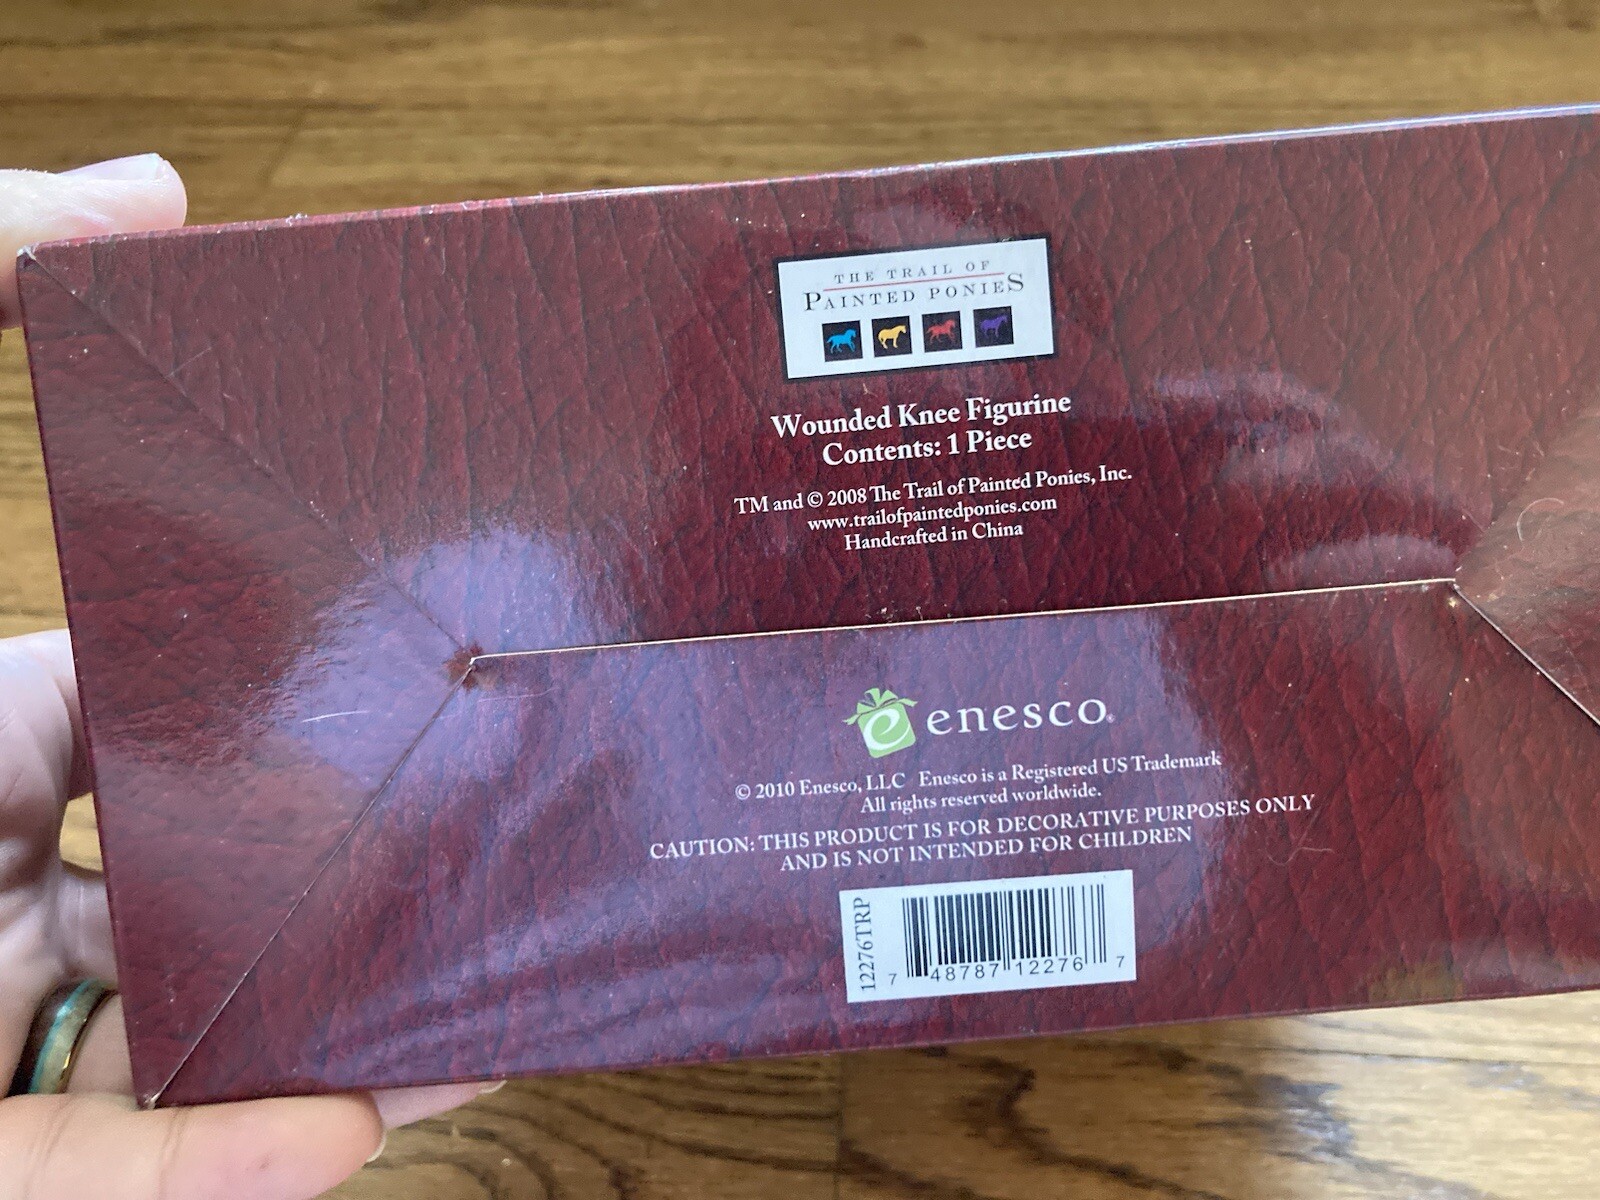 THE TRAIL OF
PAINTED PONIES
Wounded Knee Figurine
Contents: 1 Piece
TM and © 2008 The Trail of Painted Ponies, Inc.
www.trailofpaintedponies.com
Handcrafted in China
e enesco®
© 2010 Enesco, LLC Enesco is a Registered US Trademark
All rights reserved worldwide.
CAUTION: THIS PRODUCT IS FOR DECORATIVE PURPOSES ONLY
AND IS NOT INTENDED FOR CHILDREN
12276TRP
7 48787 12276 7